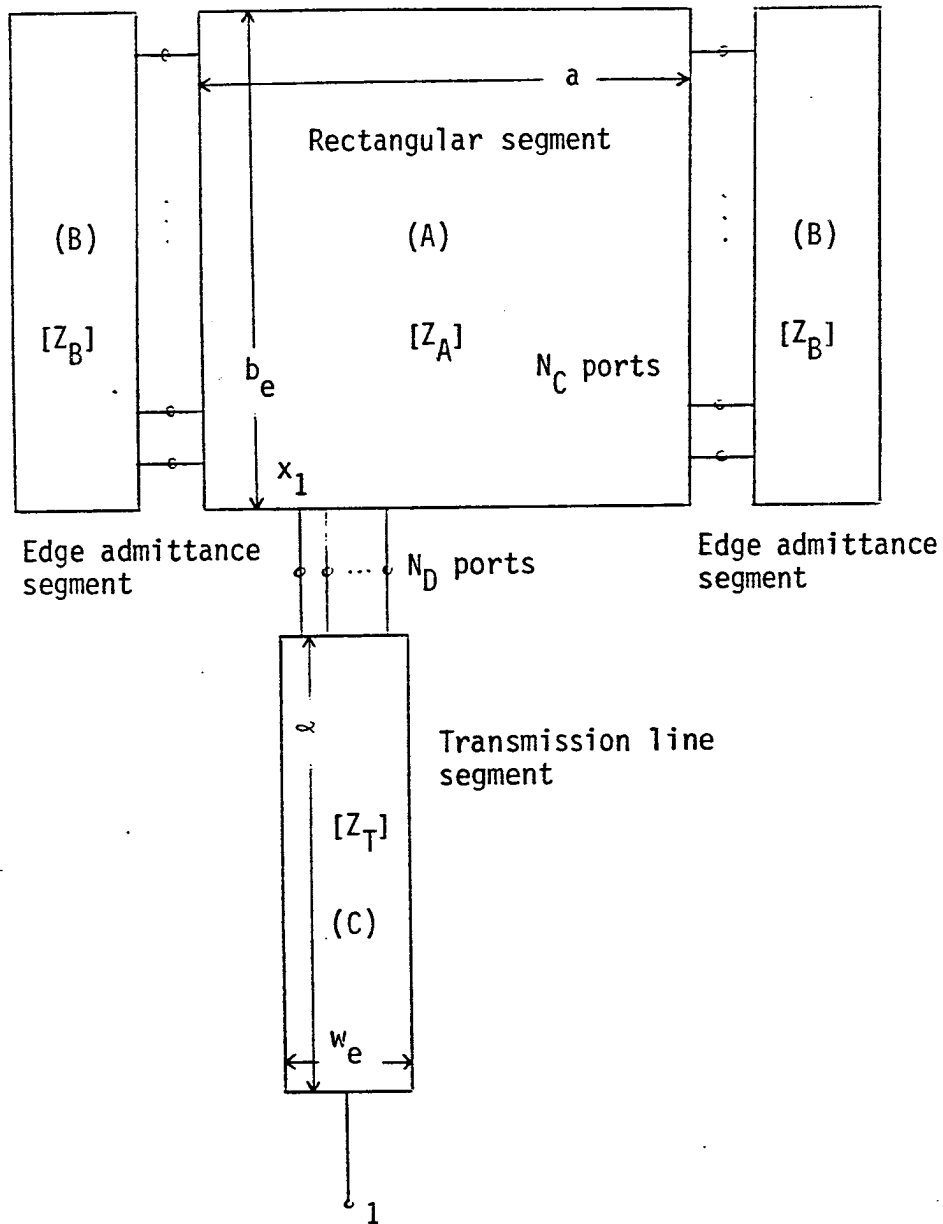 a
Rectangular segment
(B)
(A)
(B)
[Z_B]
[Z_A]
[Z_B]
b_e
N_C ports
x_1
Edge admittance
segment
N_D ports
Edge admittance
segment
ℓ
Transmission line
segment
[Z_T]
(C)
w_e
1